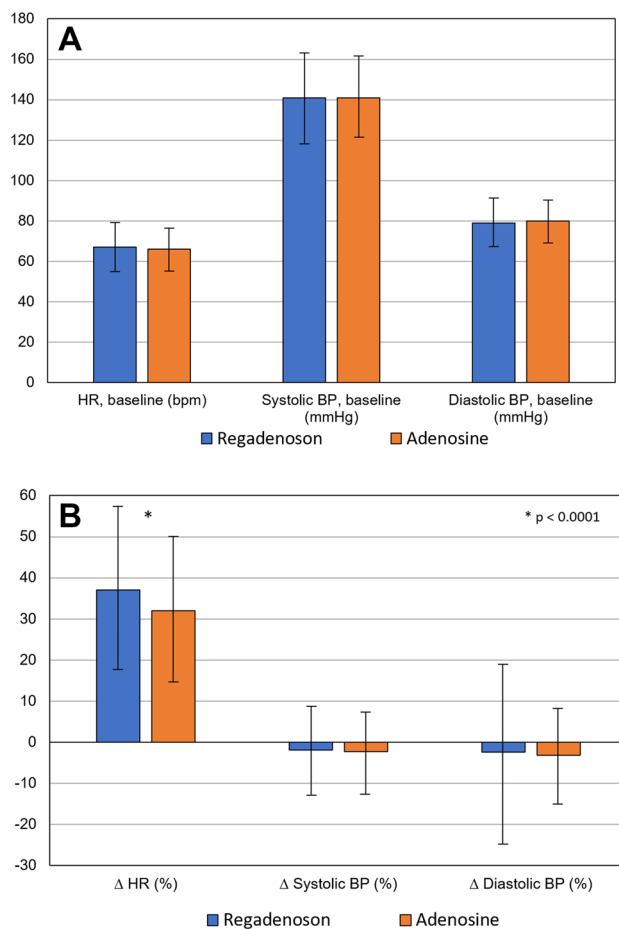 A
180
160
140
120
100
80
60
40
20
0
HR, baseline (bpm)
Systolic BP, baseline
(mmHg)
Diastolic BP, baseline
(mmHg)
Regadenoson
Adenosine
B
* p < 0.0001
*
60
50
40
30
20
10
0
-10
-20
-30
Δ HR (%)
Δ Systolic BP (%)
Δ Diastolic BP (%)
Regadenoson
Adenosine